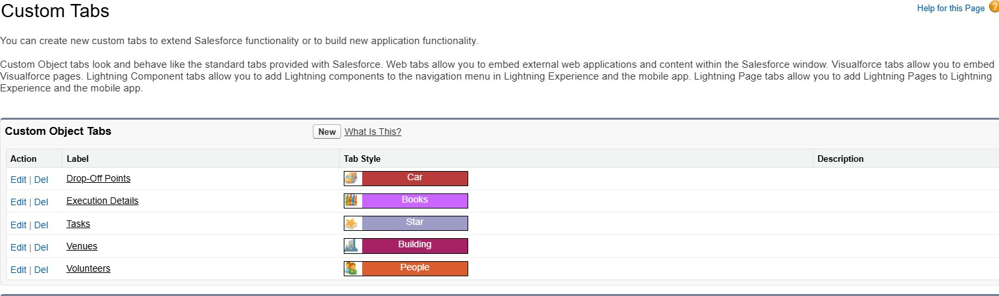 Custom Tabs
Help for this Page ?
You can create new custom tabs to extend Salesforce functionality or to build new application functionality.
Custom Object tabs look and behave like the standard tabs provided with Salesforce. Web tabs allow you to embed external web applications and content within the Salesforce window. Visualforce tabs allow you to embed
Visualforce pages. Lightning Component tabs allow you to add Lightning components to the navigation menu in Lightning Experience and the mobile app. Lightning Page tabs allow you to add Lightning Pages to Lightning
Experience and the mobile app.
Custom Object Tabs New What Is This?
Action Label Tab Style Description
Edit | Del Drop-Off Points Car
Edit | Del Execution Details Books
Edit | Del Tasks Star
Edit | Del Venues Building
Edit | Del Volunteers People